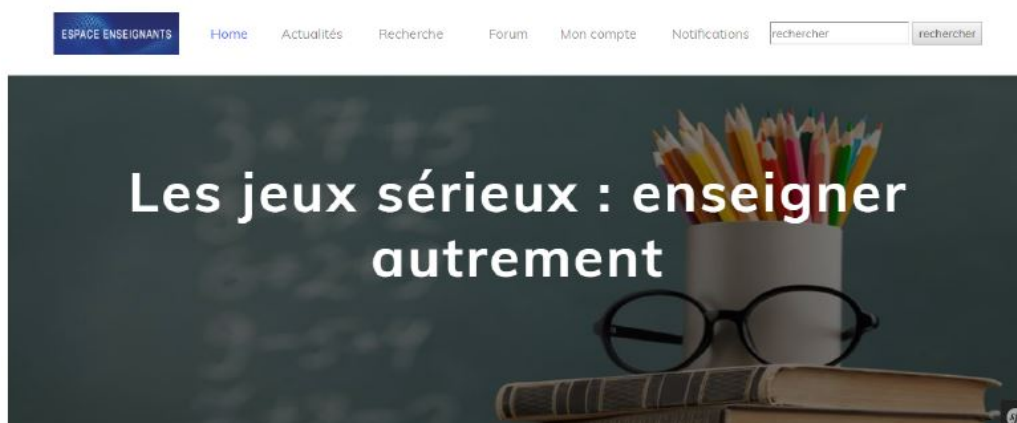 ESPACE ENSEIGNANTS Home Actualités Recherche Forum Mon compte Notifications rechercher rechercher
Les jeux sérieux : enseigner
autrement